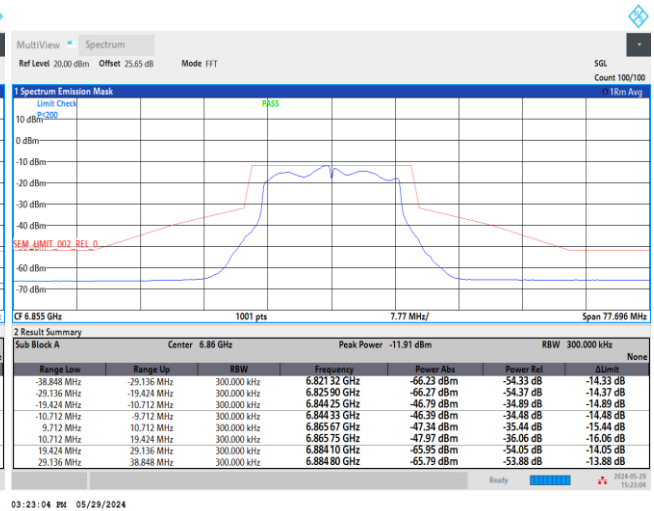 MultiView Spectrum
Ref Level 20.00 dBm Offset 25.65 dB Mode FFT SGL
Count 100/100
1 Spectrum Emission Mask 1Rm Avg
Limit Check PASS
P<200
10 dBm
0 dBm
-10 dBm
-20 dBm
-30 dBm
-40 dBm
SEM_LIMIT_002_REL_0
-60 dBm
-70 dBm
CF 6.855 GHz 1001 pts 7.77 MHz/ Span 77.696 MHz
2 Result Summary
Sub Block A Center 6.86 GHz Peak Power -11.91 dBm RBW 300.000 kHz
None
Range Low Range Up RBW Frequency Power Abs Power Rel ΔLimit
-38.848 MHz -29.136 MHz 300.000 kHz 6.821 32 GHz -66.23 dBm -54.33 dB -14.33 dB
-29.136 MHz -19.424 MHz 300.000 kHz 6.825 90 GHz -66.27 dBm -54.37 dB -14.37 dB
-19.424 MHz -10.712 MHz 300.000 kHz 6.844 25 GHz -46.79 dBm -34.89 dB -14.89 dB
-10.712 MHz -9.712 MHz 300.000 kHz 6.844 33 GHz -46.39 dBm -34.48 dB -14.48 dB
9.712 MHz 10.712 MHz 300.000 kHz 6.865 67 GHz -47.34 dBm -35.44 dB -15.44 dB
10.712 MHz 19.424 MHz 300.000 kHz 6.865 75 GHz -47.97 dBm -36.06 dB -16.06 dB
19.424 MHz 29.136 MHz 300.000 kHz 6.884 10 GHz -65.95 dBm -54.05 dB -14.05 dB
29.136 MHz 38.848 MHz 300.000 kHz 6.884 80 GHz -65.79 dBm -53.88 dB -13.88 dB
Ready 2024-05-29
15:23:04
03:23:04 PM 05/29/2024